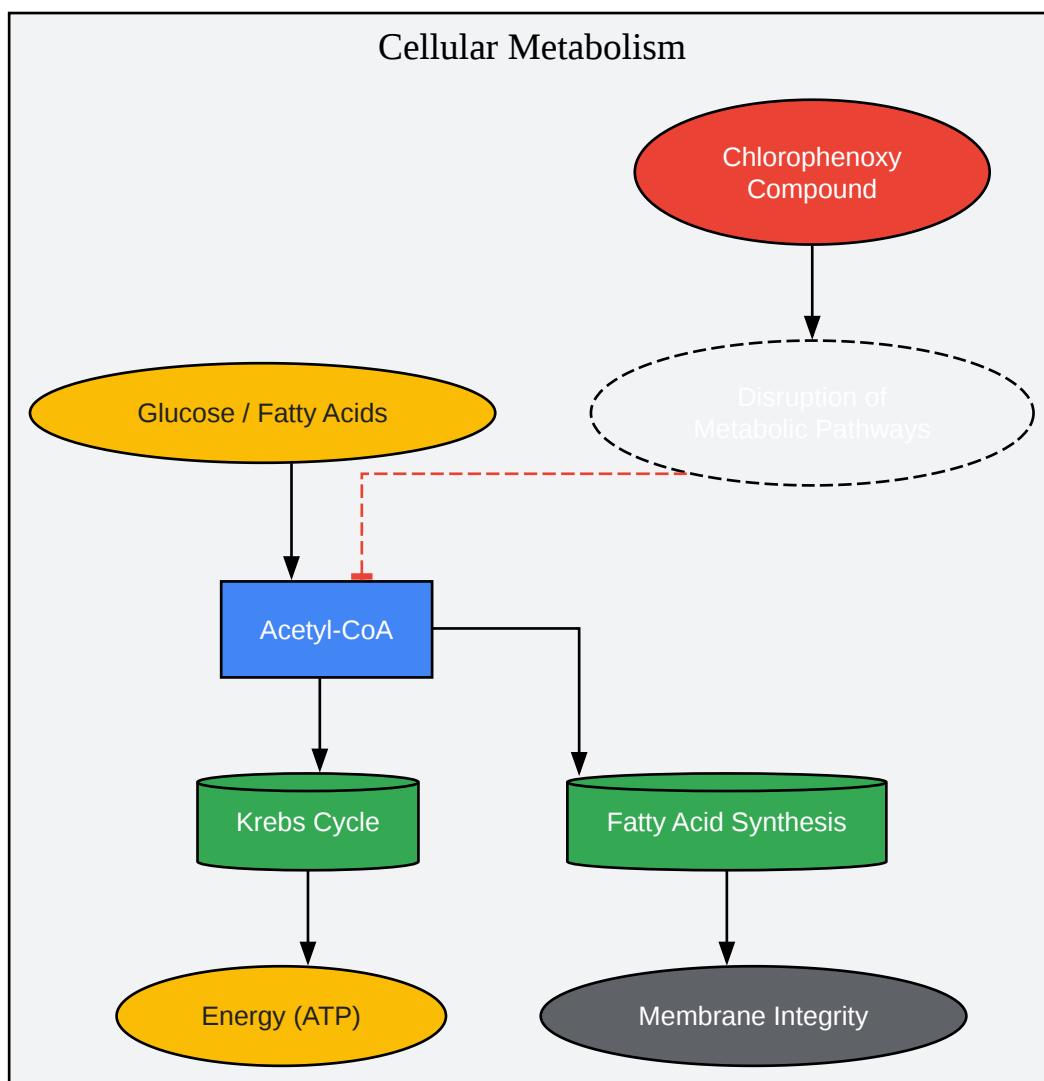 Cellular Metabolism
Chlorophenoxy
Compound
Disruption of
Metabolic Pathways
Glucose / Fatty Acids
Acetyl-CoA
Krebs Cycle
Fatty Acid Synthesis
Energy (ATP)
Membrane Integrity